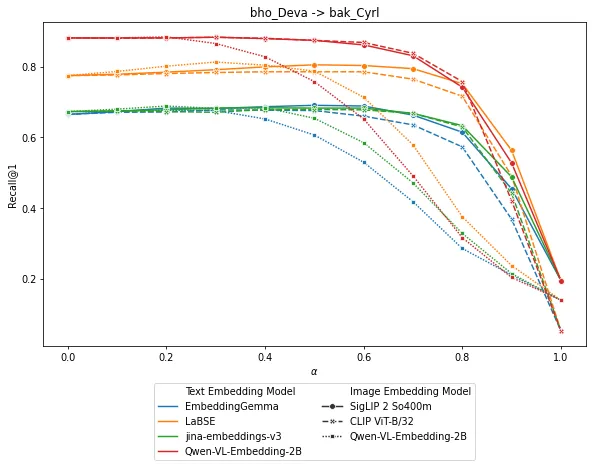 bho_Deva -> bak_Cyrl
Recall@1
0.8
0.6
0.4
0.2
0.0 0.2 0.4 0.6 0.8 1.0
α
Text Embedding Model Image Embedding Model
EmbeddingGemma SigLIP 2 So400m
LaBSE CLIP ViT-B/32
jina-embeddings-v3 Qwen-VL-Embedding-2B
Qwen-VL-Embedding-2B